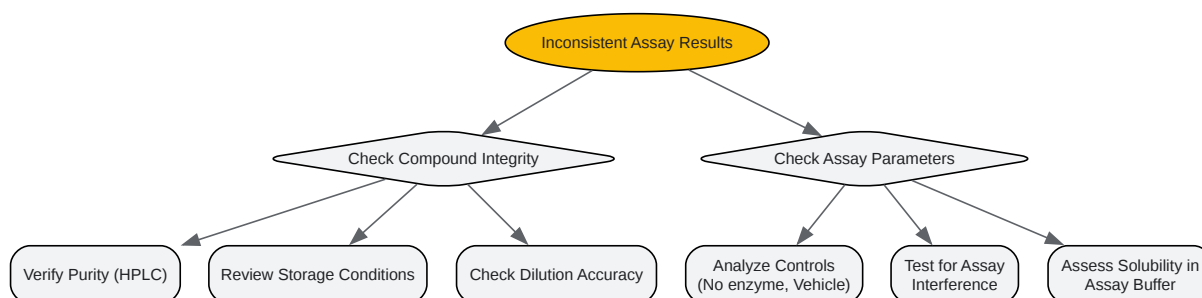 Inconsistent Assay Results
Check Compound Integrity
Check Assay Parameters
Verify Purity (HPLC)
Review Storage Conditions
Check Dilution Accuracy
Analyze Controls
(No enzyme, Vehicle)
Test for Assay
Interference
Assess Solubility in
Assay Buffer